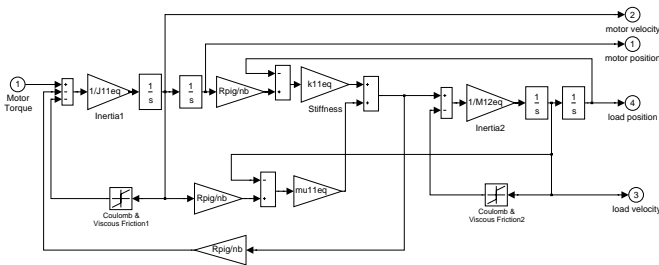 2
motor velocity
1
motor position
1
Motor
Torque
+
-
-
1/J11eq
Inertia1
1
s
1
s
Rpig/nb
-
+
k11eq
Stiffness
+
+
+
-
1/M12eq
Inertia2
1
s
1
s
4
load position
Coulomb &
Viscous Friction1
Rpig/nb
-
+
mu11eq
Coulomb &
Viscous Friction2
3
load velocity
Rpig/nb